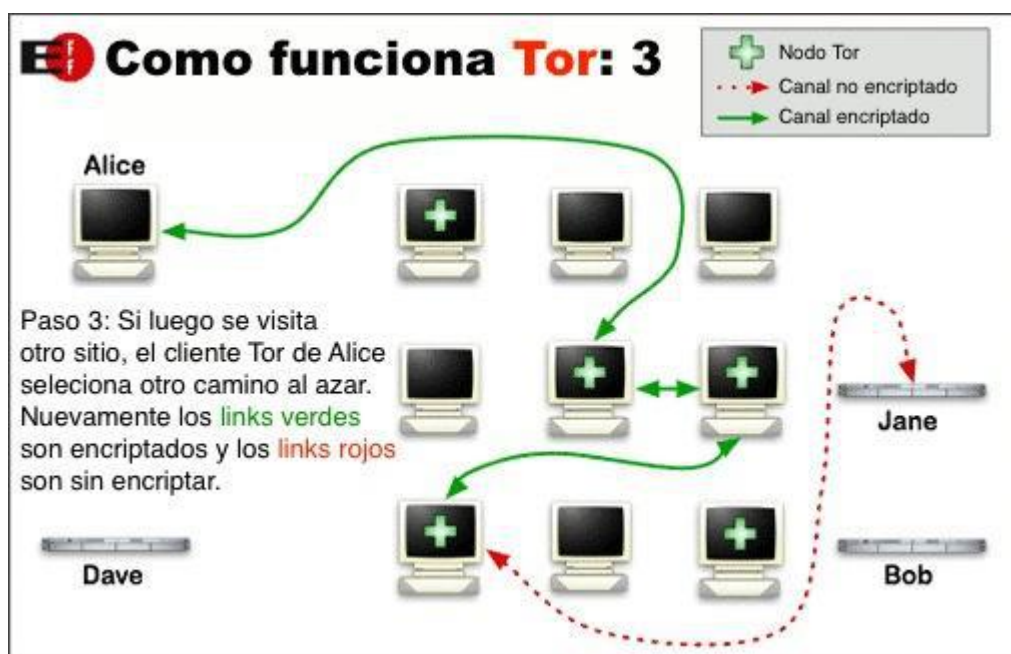 EFF Como funciona Tor: 3
Nodo Tor
Canal no encriptado
Canal encriptado
Alice
Paso 3: Si luego se visita
otro sitio, el cliente Tor de Alice
seleciona otro camino al azar.
Nuevamente los links verdes
son encriptados y los links rojos
son sin encriptar.
Jane
Dave
Bob